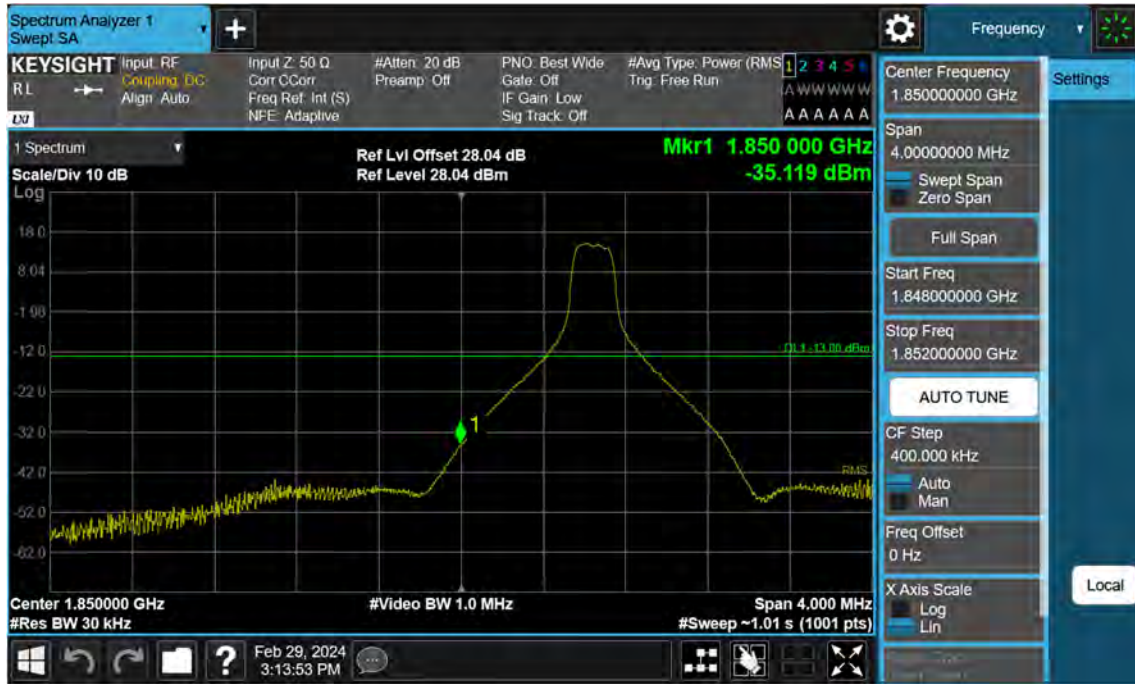 Spectrum Analyzer 1
Swept SA
+
Frequency
KEYSIGHT
RL
LXI
Input: RF
Coupling: DC
Align: Auto
Input Z: 50 Ω
Corr CCorr
Freq Ref: Int (S)
NFE: Adaptive
#Atten: 20 dB
Preamp: Off
PNO: Best Wide
Gate: Off
IF Gain: Low
Sig Track: Off
#Avg Type: Power (RMS
Trig: Free Run
1 2 3 4 5 6
A W W W W W
A A A A A A
1 Spectrum
Scale/Div 10 dB
Log
Ref Lvl Offset 28.04 dB
Ref Level 28.04 dBm
Mkr1 1.850 000 GHz
-35.119 dBm
18.0
8.04
-1.96
-12.0
-22.0
-32.0
-42.0
-52.0
-62.0
DL1 -13.00 dBm
1
RMS
Center 1.850000 GHz
#Res BW 30 kHz
#Video BW 1.0 MHz
Span 4.000 MHz
#Sweep ~1.01 s (1001 pts)
Center Frequency
1.850000000 GHz
Span
4.00000000 MHz
Swept Span
Zero Span
Full Span
Start Freq
1.848000000 GHz
Stop Freq
1.852000000 GHz
AUTO TUNE
CF Step
400.000 kHz
Auto
Man
Freq Offset
0 Hz
X Axis Scale
Log
Lin
Settings
Local
?
Feb 29, 2024
3:13:53 PM